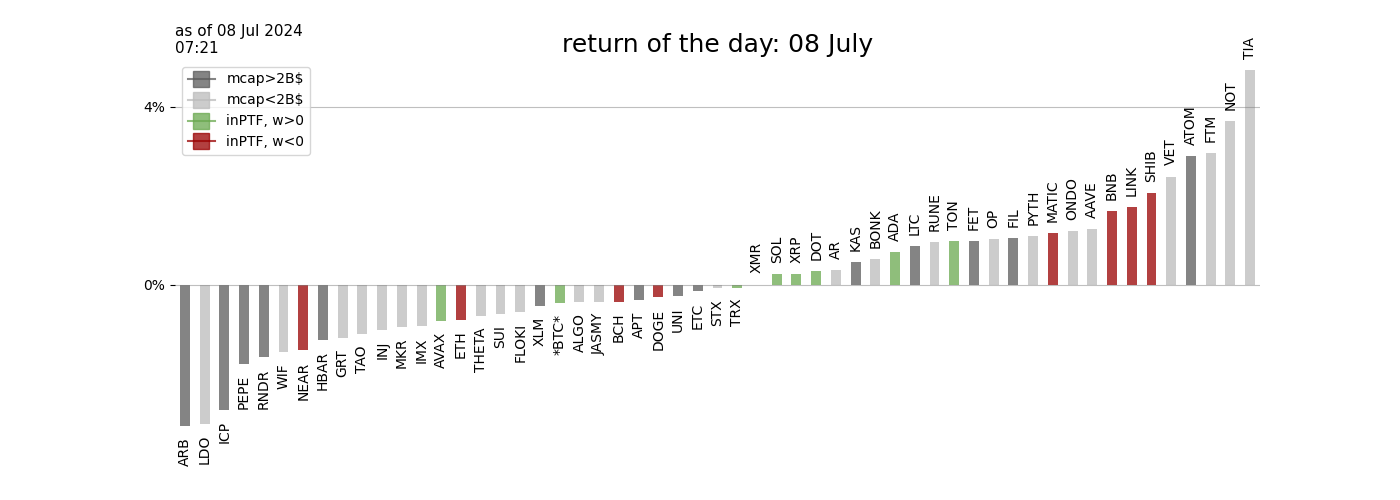 as of 08 Jul 2024
07:21
return of the day: 08 July
mcap>2B$
mcap<2B$
inPTF, w>0
inPTF, w<0
4%
0%
ARB
LDO
ICP
PEPE
RNDR
WIF
NEAR
HBAR
GRT
TAO
INJ
MKR
IMX
AVAX
ETH
THETA
SUI
FLOKI
XLM
*BTC*
ALGO
JASMY
BCH
APT
DOGE
UNI
ETC
STX
TRX
XMR
SOL
XRP
DOT
AR
KAS
BONK
ADA
LTC
RUNE
TON
FET
OP
FIL
PYTH
MATIC
ONDO
AAVE
BNB
LINK
SHIB
VET
ATOM
FTM
NOT
TIA